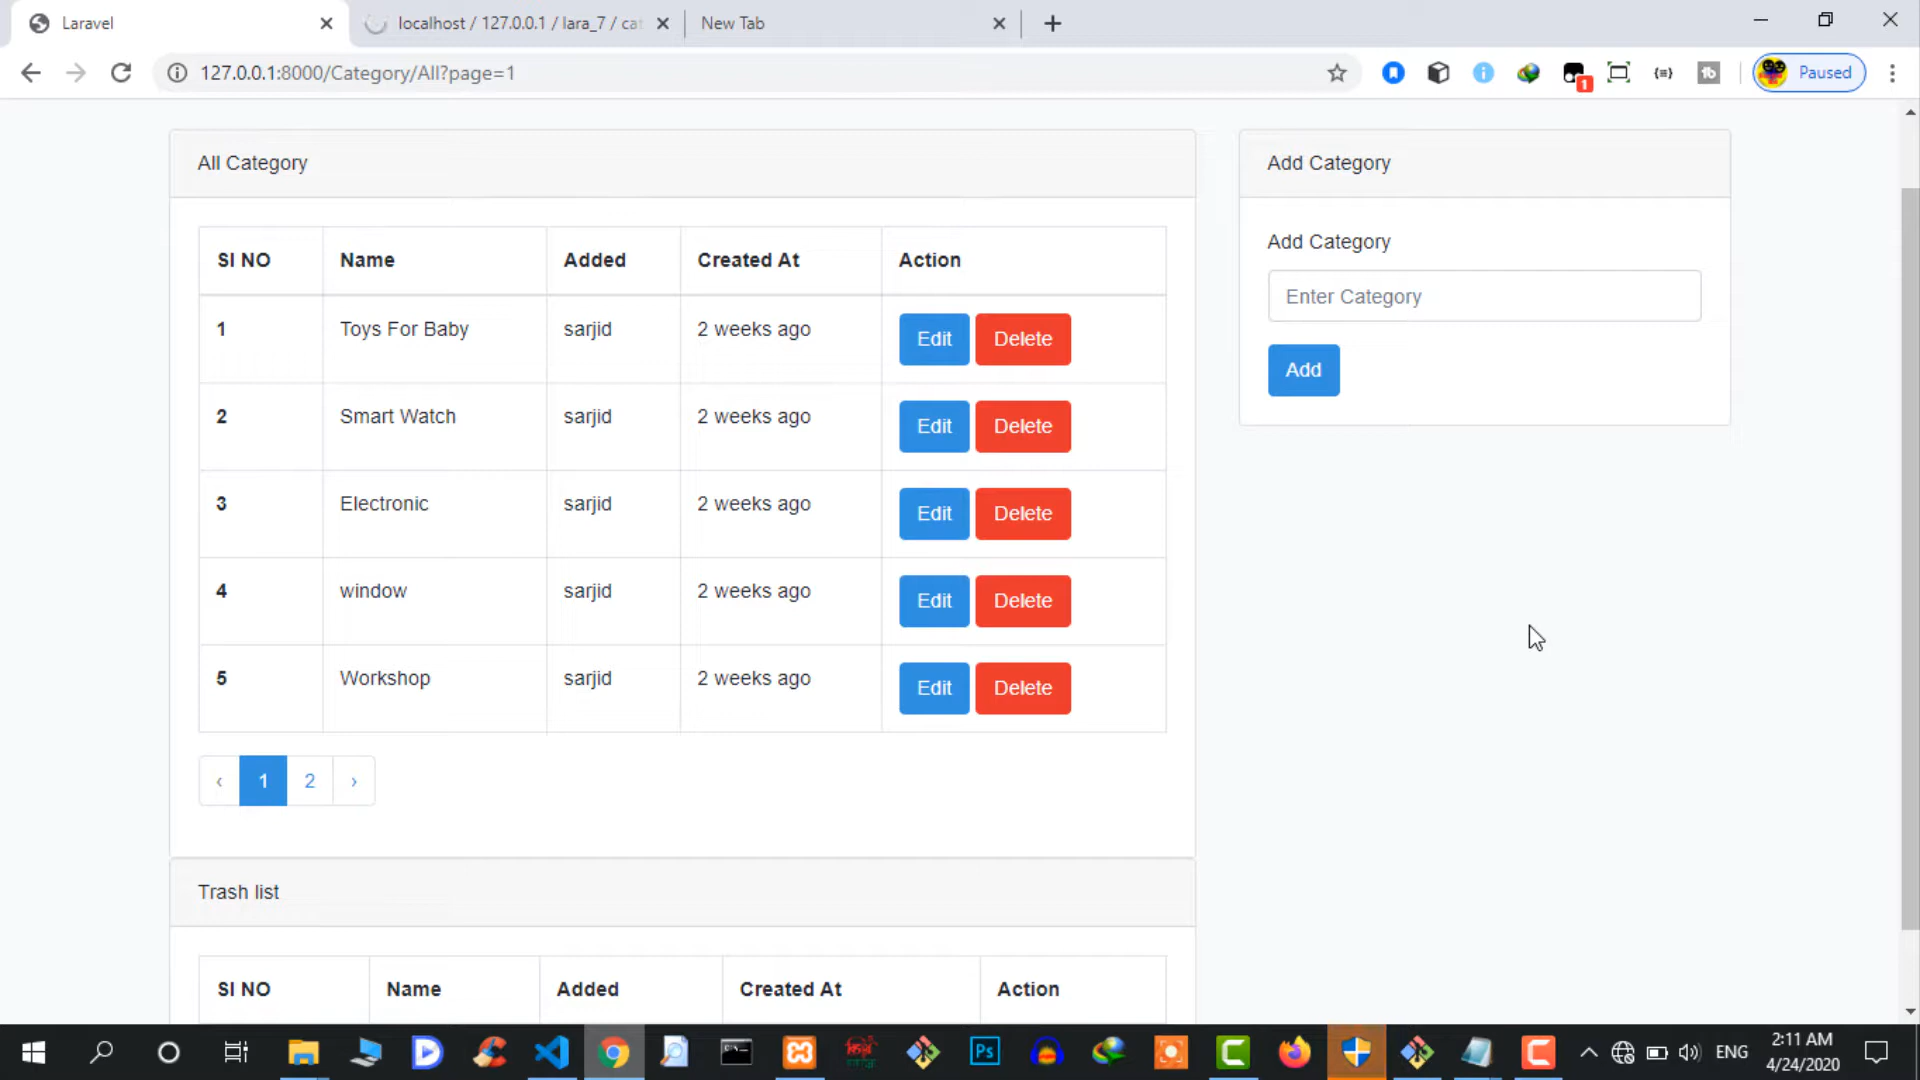 Laravel
localhost / 127.0.0.1 / lara_7 / cat
New Tab
127.0.0.1:8000/Category/All?page=1
1
Paused
All Category
SI NO Name Added Created At Action
1 Toys For Baby sarjid 2 weeks ago Edit Delete
2 Smart Watch sarjid 2 weeks ago Edit Delete
3 Electronic sarjid 2 weeks ago Edit Delete
4 window sarjid 2 weeks ago Edit Delete
5 Workshop sarjid 2 weeks ago Edit Delete
‹ 1 2 ›
Add Category
Add Category
Enter Category
Add
Trash list
SI NO Name Added Created At Action
Ps
ENG
2:11 AM
4/24/2020